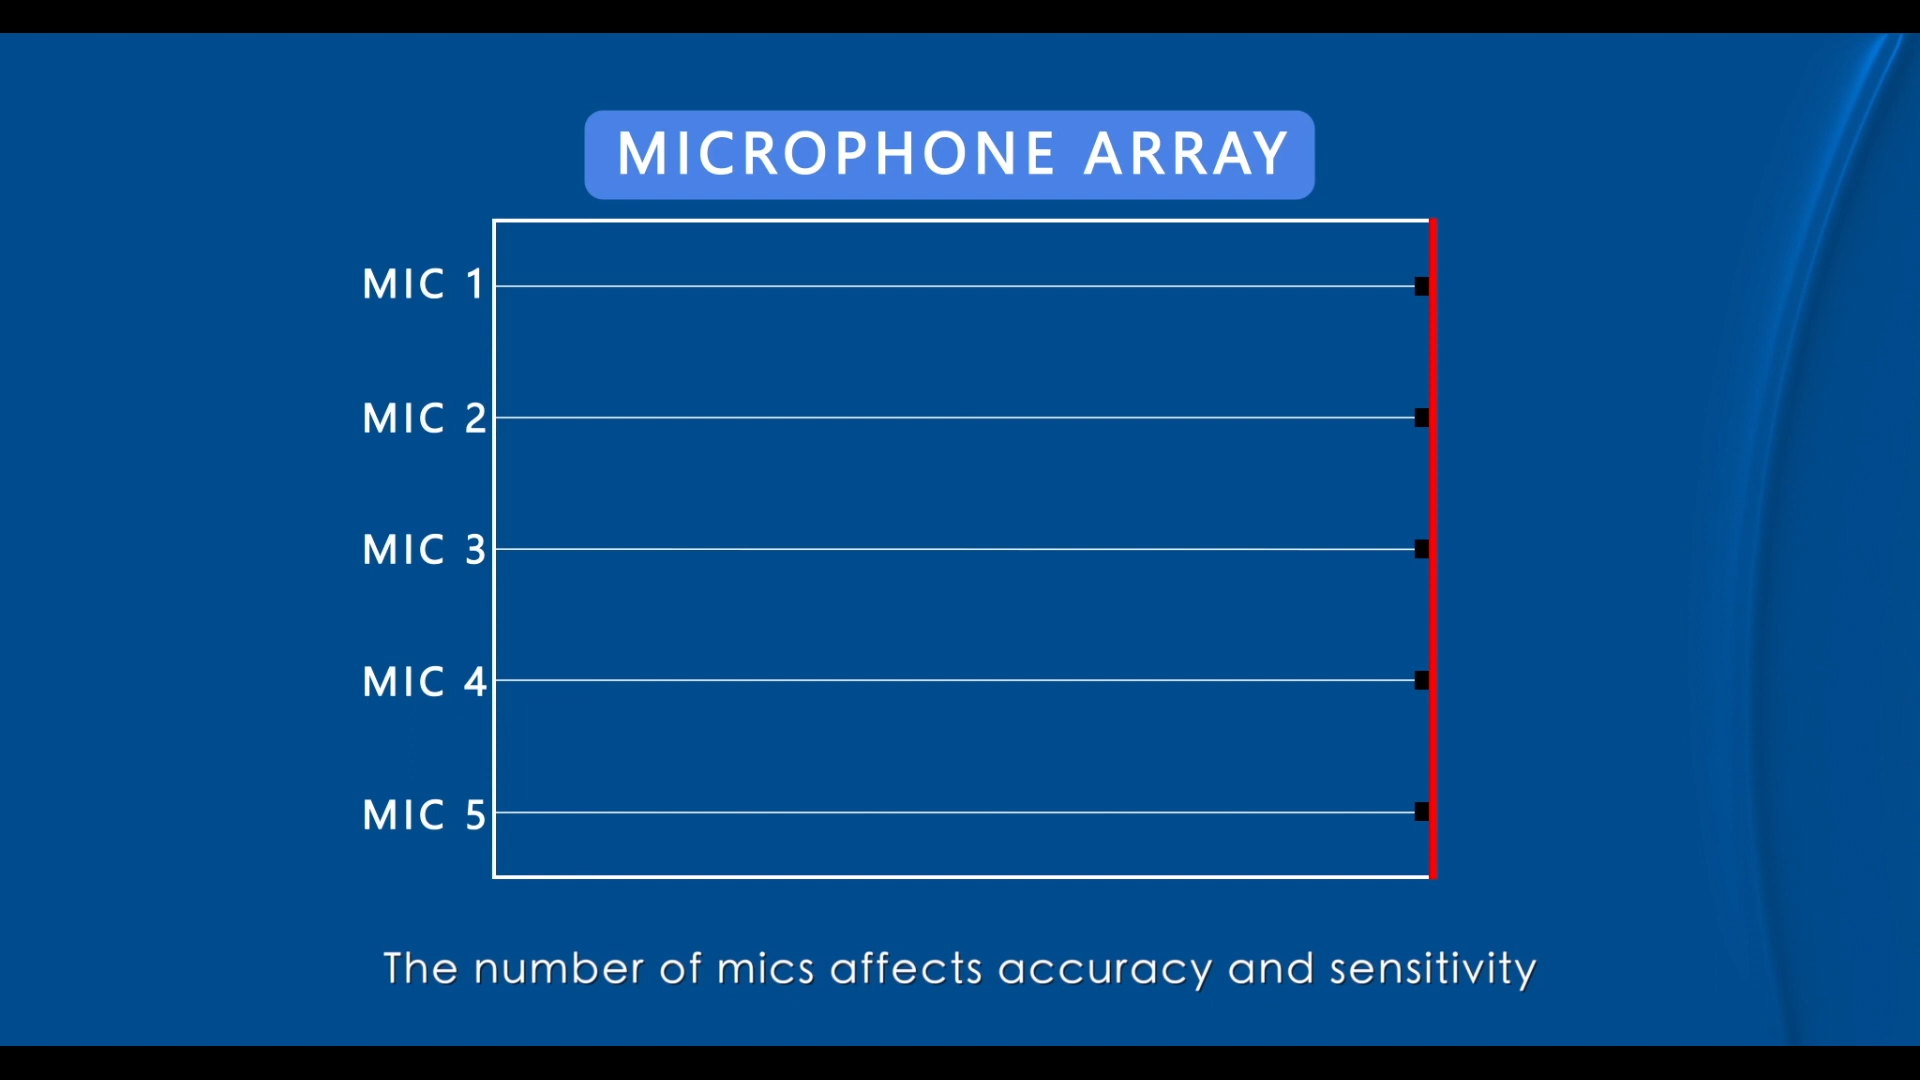 MICROPHONE ARRAY
MIC 1
MIC 2
MIC 3
MIC 4
MIC 5
The number of mics affects accuracy and sensitivity